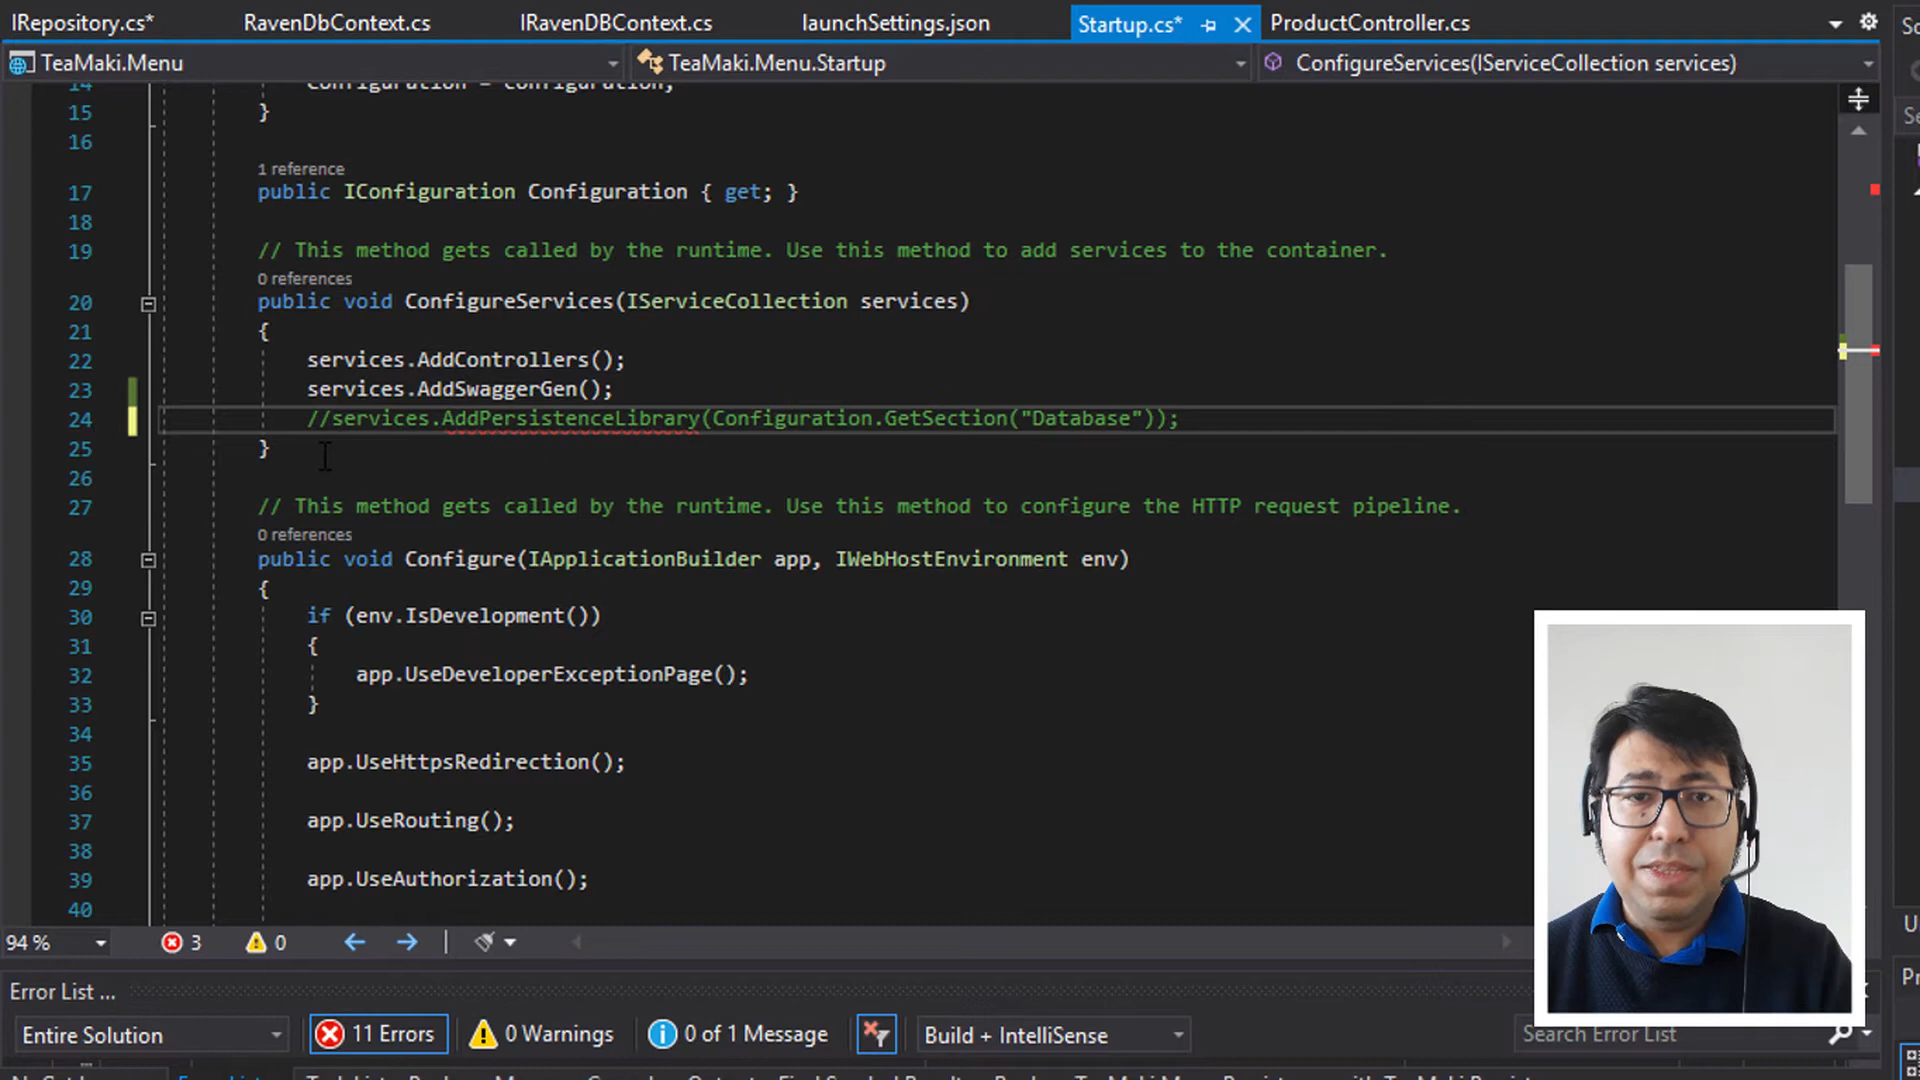 IRepository.cs* RavenDbContext.cs IRavenDBContext.cs launchSettings.json Startup.cs* ProductController.cs
TeaMaki.Menu TeaMaki.Menu.Startup ConfigureServices(IServiceCollection services)
14 Configuration = configuration;
15 }
16
1 reference
17 public IConfiguration Configuration { get; }
18
19 // This method gets called by the runtime. Use this method to add services to the container.
0 references
20 public void ConfigureServices(IServiceCollection services)
21 {
22 services.AddControllers();
23 services.AddSwaggerGen();
24 //services.AddPersistenceLibrary(Configuration.GetSection("Database"));
25 }
26
27 // This method gets called by the runtime. Use this method to configure the HTTP request pipeline.
0 references
28 public void Configure(IApplicationBuilder app, IWebHostEnvironment env)
29 {
30 if (env.IsDevelopment())
31 {
32 app.UseDeveloperExceptionPage();
33 }
34
35 app.UseHttpsRedirection();
36
37 app.UseRouting();
38
39 app.UseAuthorization();
40
94 % 3 0
Error List ...
Entire Solution 11 Errors 0 Warnings 0 of 1 Message Build + IntelliSense Search Error List